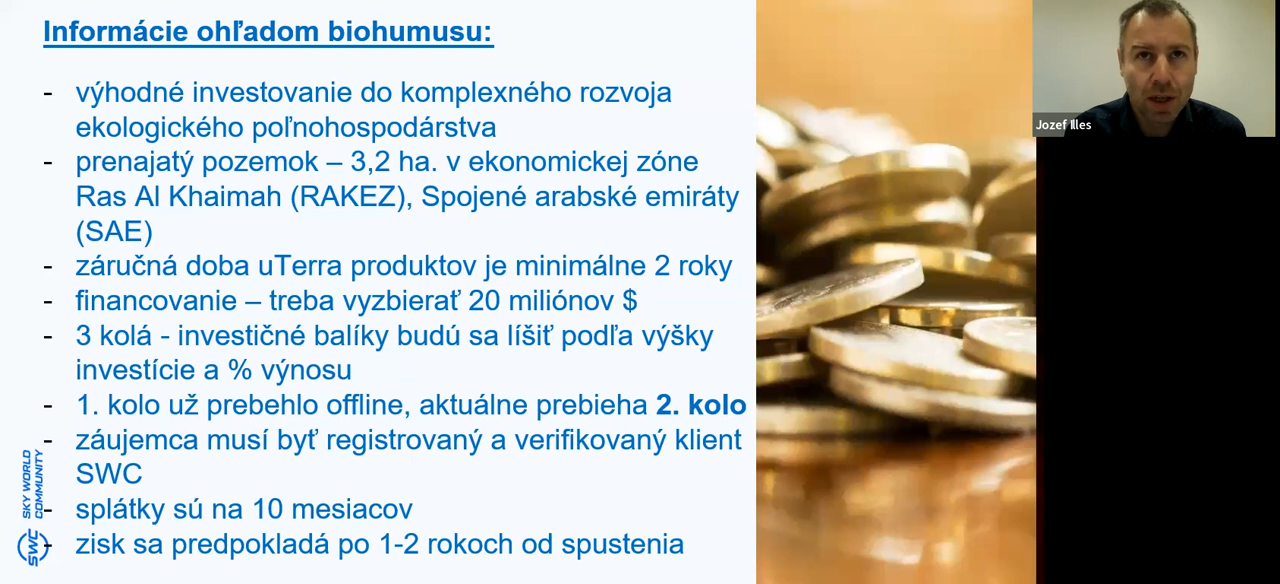 Informácie ohľadom biohumusu:
- výhodné investovanie do komplexného rozvoja
ekologického poľnohospodárstva
- prenajatý pozemok – 3,2 ha. v ekonomickej zóne
Ras Al Khaimah (RAKEZ), Spojené arabské emiráty
(SAE)
- záručná doba uTerra produktov je minimálne 2 roky
- financovanie – treba vyzbierať 20 miliónov $
- 3 kolá - investičné balíky budú sa líšiť podľa výšky
investície a % výnosu
- 1. kolo už prebehlo offline, aktuálne prebieha 2. kolo
- záujemca musí byť registrovaný a verifikovaný klient
SWC
- splátky sú na 10 mesiacov
- zisk sa predpokladá po 1-2 rokoch od spustenia
SWC
SKY WORLD
COMMUNITY
Jozef Illes